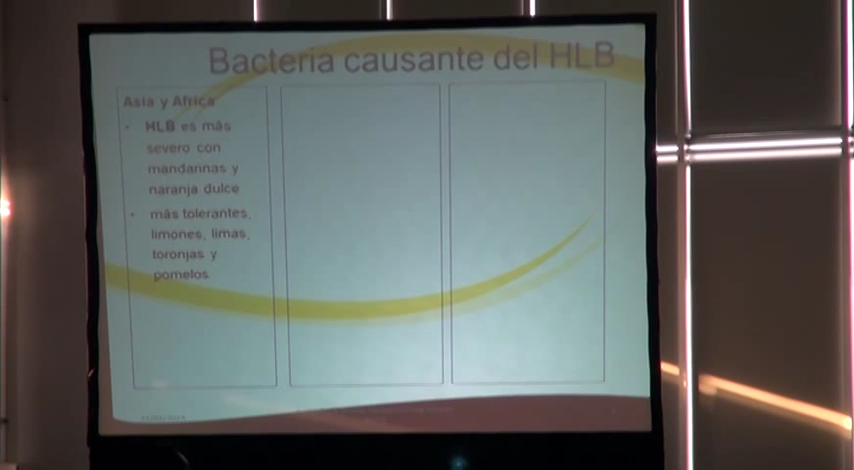 Bacteria causante del HLB
Asia y Africa
• HLB es más
severo con
mandarinas y
naranja dulce
• más tolerantes,
limones, limas,
toronjas y
pomelos